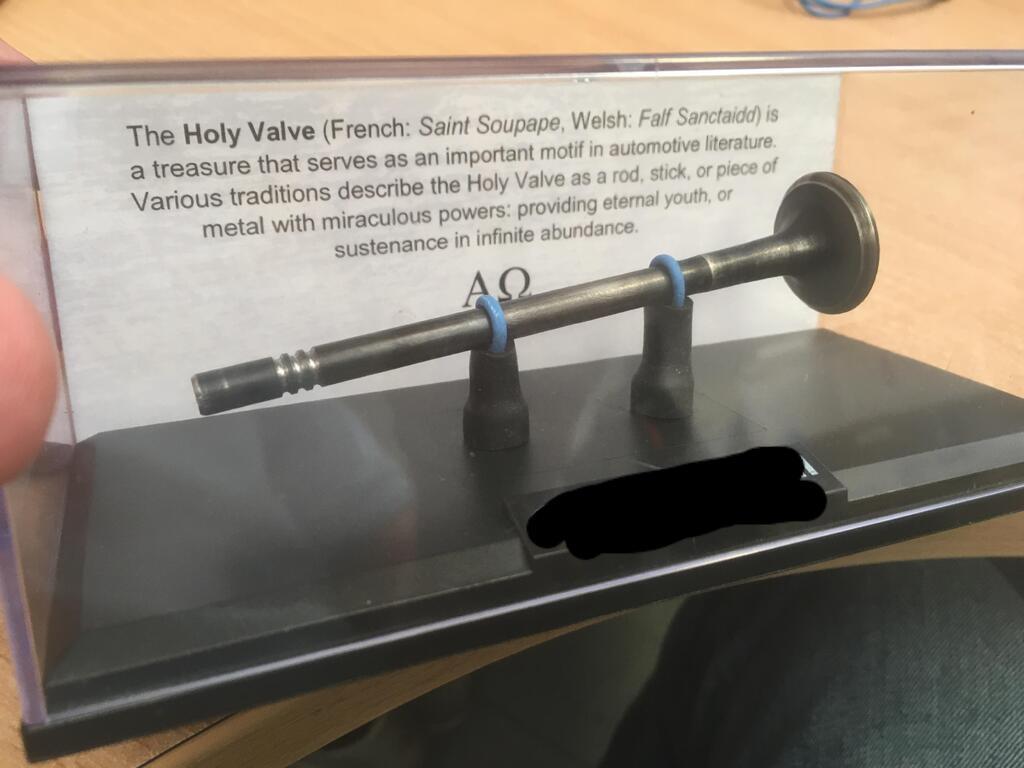 The Holy Valve (French: Saint Soupape, Welsh: Falf Sanctaidd) is
a treasure that serves as an important motif in automotive literature.
Various traditions describe the Holy Valve as a rod, stick, or piece of
metal with miraculous powers: providing eternal youth, or
sustenance in infinite abundance.
ΑΩ